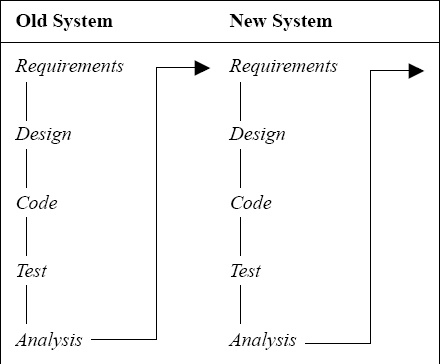 Old System New System
Requirements Requirements
Design Design
Code Code
Test Test
Analysis Analysis